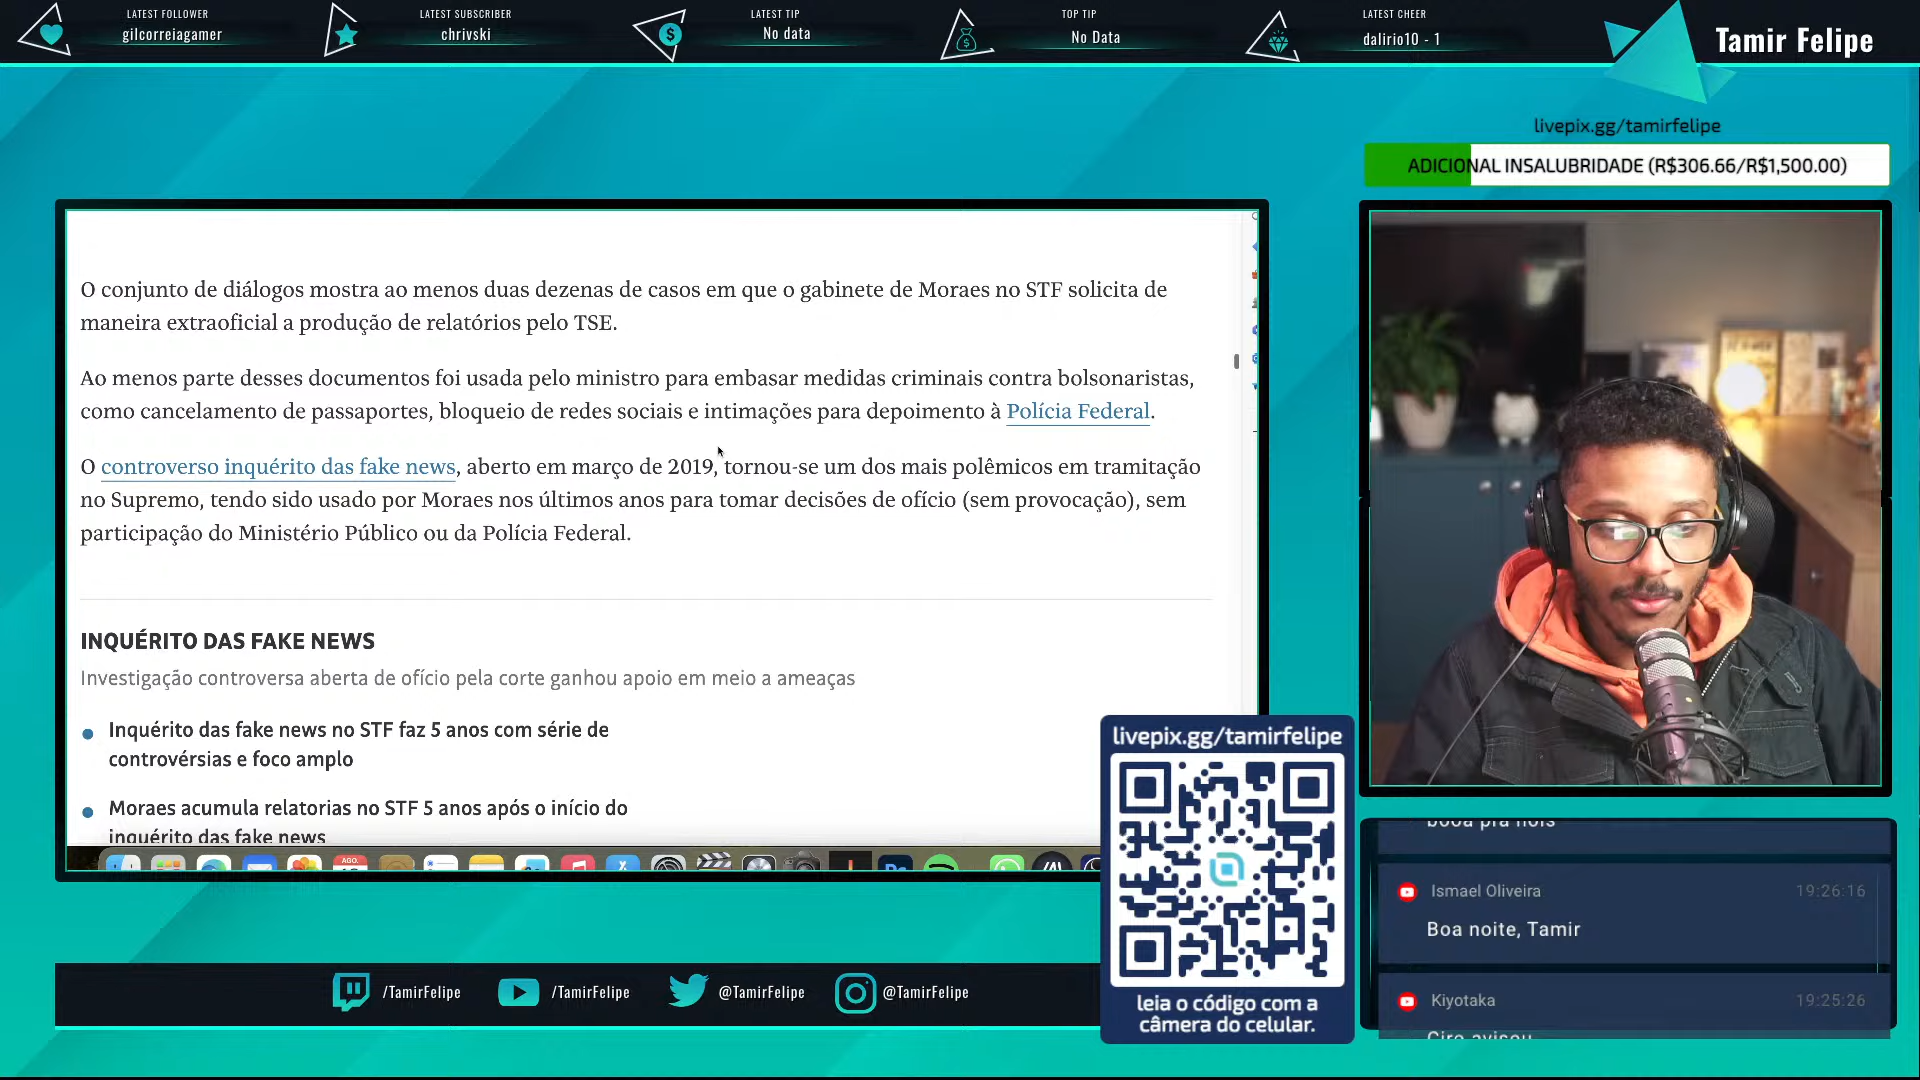 LATEST FOLLOWER
gilcorreiagamer
LATEST SUBSCRIBER
chrivski
LATEST TIP
No data
TOP TIP
No Data
LATEST CHEER
dalirio10 - 1
Tamir Felipe
livepix.gg/tamirfelipe
ADICIONAL INSALUBRIDADE (R$306.66/R$1,500.00)
O conjunto de diálogos mostra ao menos duas dezenas de casos em que o gabinete de Moraes no STF solicita de
maneira extraoficial a produção de relatórios pelo TSE.
Ao menos parte desses documentos foi usada pelo ministro para embasar medidas criminais contra bolsonaristas,
como cancelamento de passaportes, bloqueio de redes sociais e intimações para depoimento à Polícia Federal.
O controverso inquérito das fake news, aberto em março de 2019, tornou-se um dos mais polêmicos em tramitação
no Supremo, tendo sido usado por Moraes nos últimos anos para tomar decisões de ofício (sem provocação), sem
participação do Ministério Público ou da Polícia Federal.
INQUÉRITO DAS FAKE NEWS
Investigação controversa aberta de ofício pela corte ganhou apoio em meio a ameaças
Inquérito das fake news no STF faz 5 anos com série de
controvérsias e foco amplo
Moraes acumula relatorias no STF 5 anos após o início do
inquérito das fake news
AGO.
livepix.gg/tamirfelipe
leia o código com a
câmera do celular.
booa pra nois
Ismael Oliveira 19:26:16
Boa noite, Tamir
Kiyotaka 19:25:26
Ciro avisou
/TamirFelipe
/TamirFelipe
@TamirFelipe
@TamirFelipe